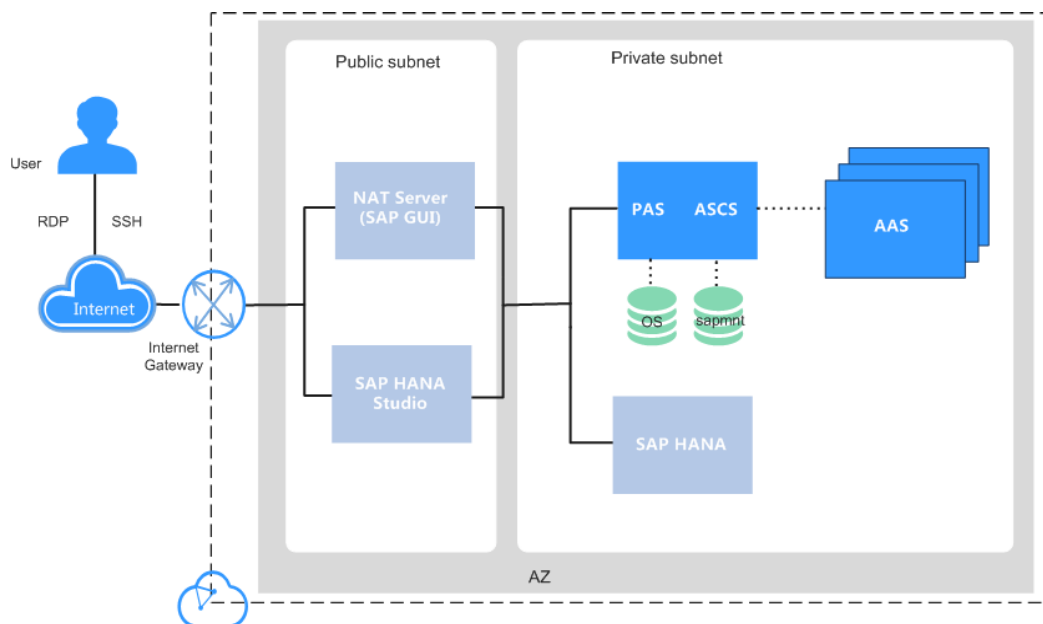 Public subnet
Private subnet
User
RDP
SSH
Internet
Internet
Gateway
NAT Server
(SAP GUI)
SAP HANA
Studio
PAS
ASCS
AAS
OS
sapmnt
SAP HANA
AZ